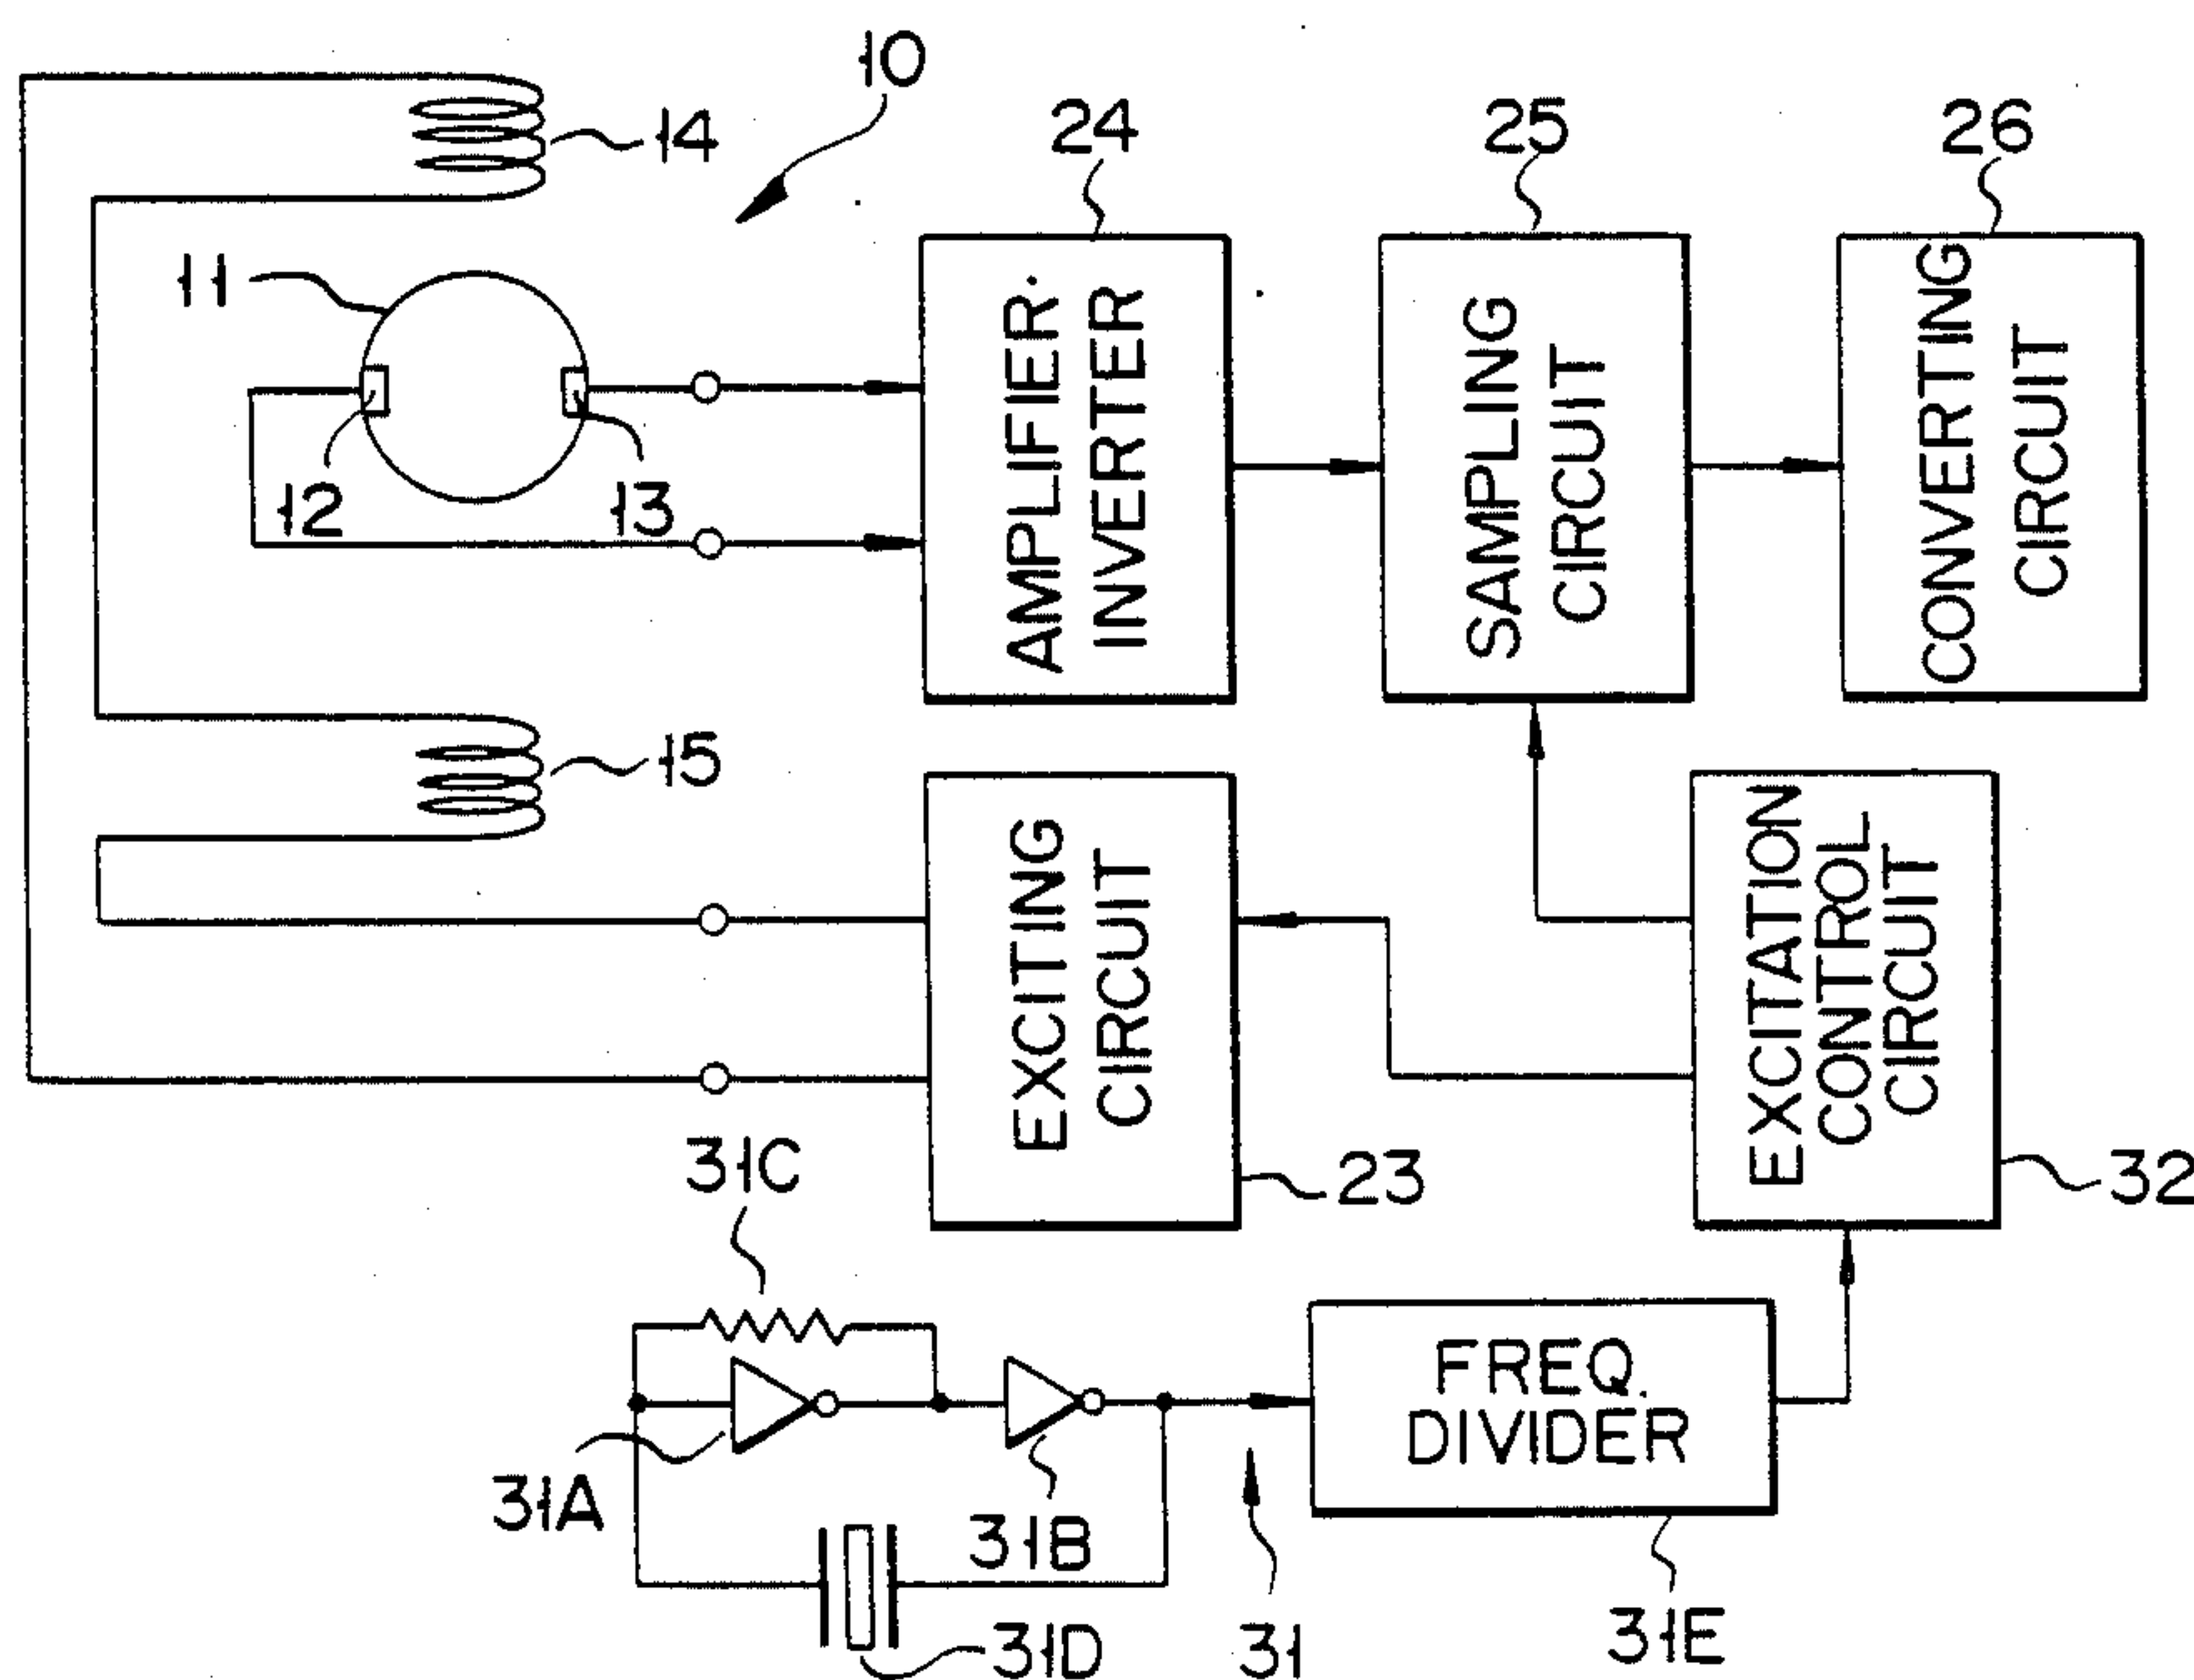 10
14
24
25
26
11
12
13
AMPLIFIER·
INVERTER
SAMPLING
CIRCUIT
CONVERTING
CIRCUIT
15
EXCITING
CIRCUIT
EXCITATION
CONTROL
CIRCUIT
31C
23
32
FREQ.
DIVIDER
31A
31B
31D
31
31E